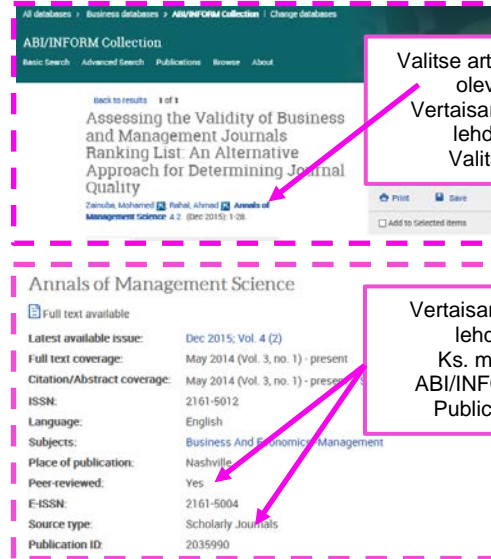 All databases > Business databases > ABI/INFORM Collection | Change databases
ABI/INFORM Collection
Basic Search Advanced Search Publications Browse About
Back to results 1 of 1
Assessing the Validity of Business
and Management Journals
Ranking List: An Alternative
Approach for Determining Journal
Quality
Zainuba, Mohamed; Rahal, Ahmad. Annals of
Management Science 4.2 (Dec 2015): 1-28.
Valitse art
olev
Vertaisar
lehd
Valit
Print Save
Add to Selected items
Annals of Management Science
Full text available
Latest available issue: Dec 2015; Vol. 4 (2)
Full text coverage: May 2014 (Vol. 3, no. 1) - present
Citation/Abstract coverage: May 2014 (Vol. 3, no. 1) - present
ISSN: 2161-5012
Language: English
Subjects: Business And Economics--Management
Place of publication: Nashville
Peer-reviewed: Yes
E-ISSN: 2161-5004
Source type: Scholarly Journals
Publication ID: 2035990
Vertaisar
lehd
Ks. m
ABI/INF
Public